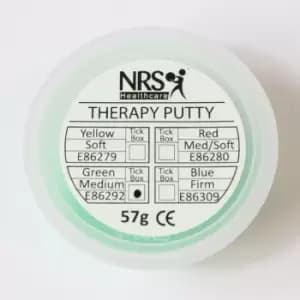 NRS
Healthcare
THERAPY PUTTY
Yellow Tick Box Tick Box Red
Soft Med/Soft
E86279 E86280
Green Tick Box Tick Box Blue
Medium Firm
E86292 E86309
57g CE